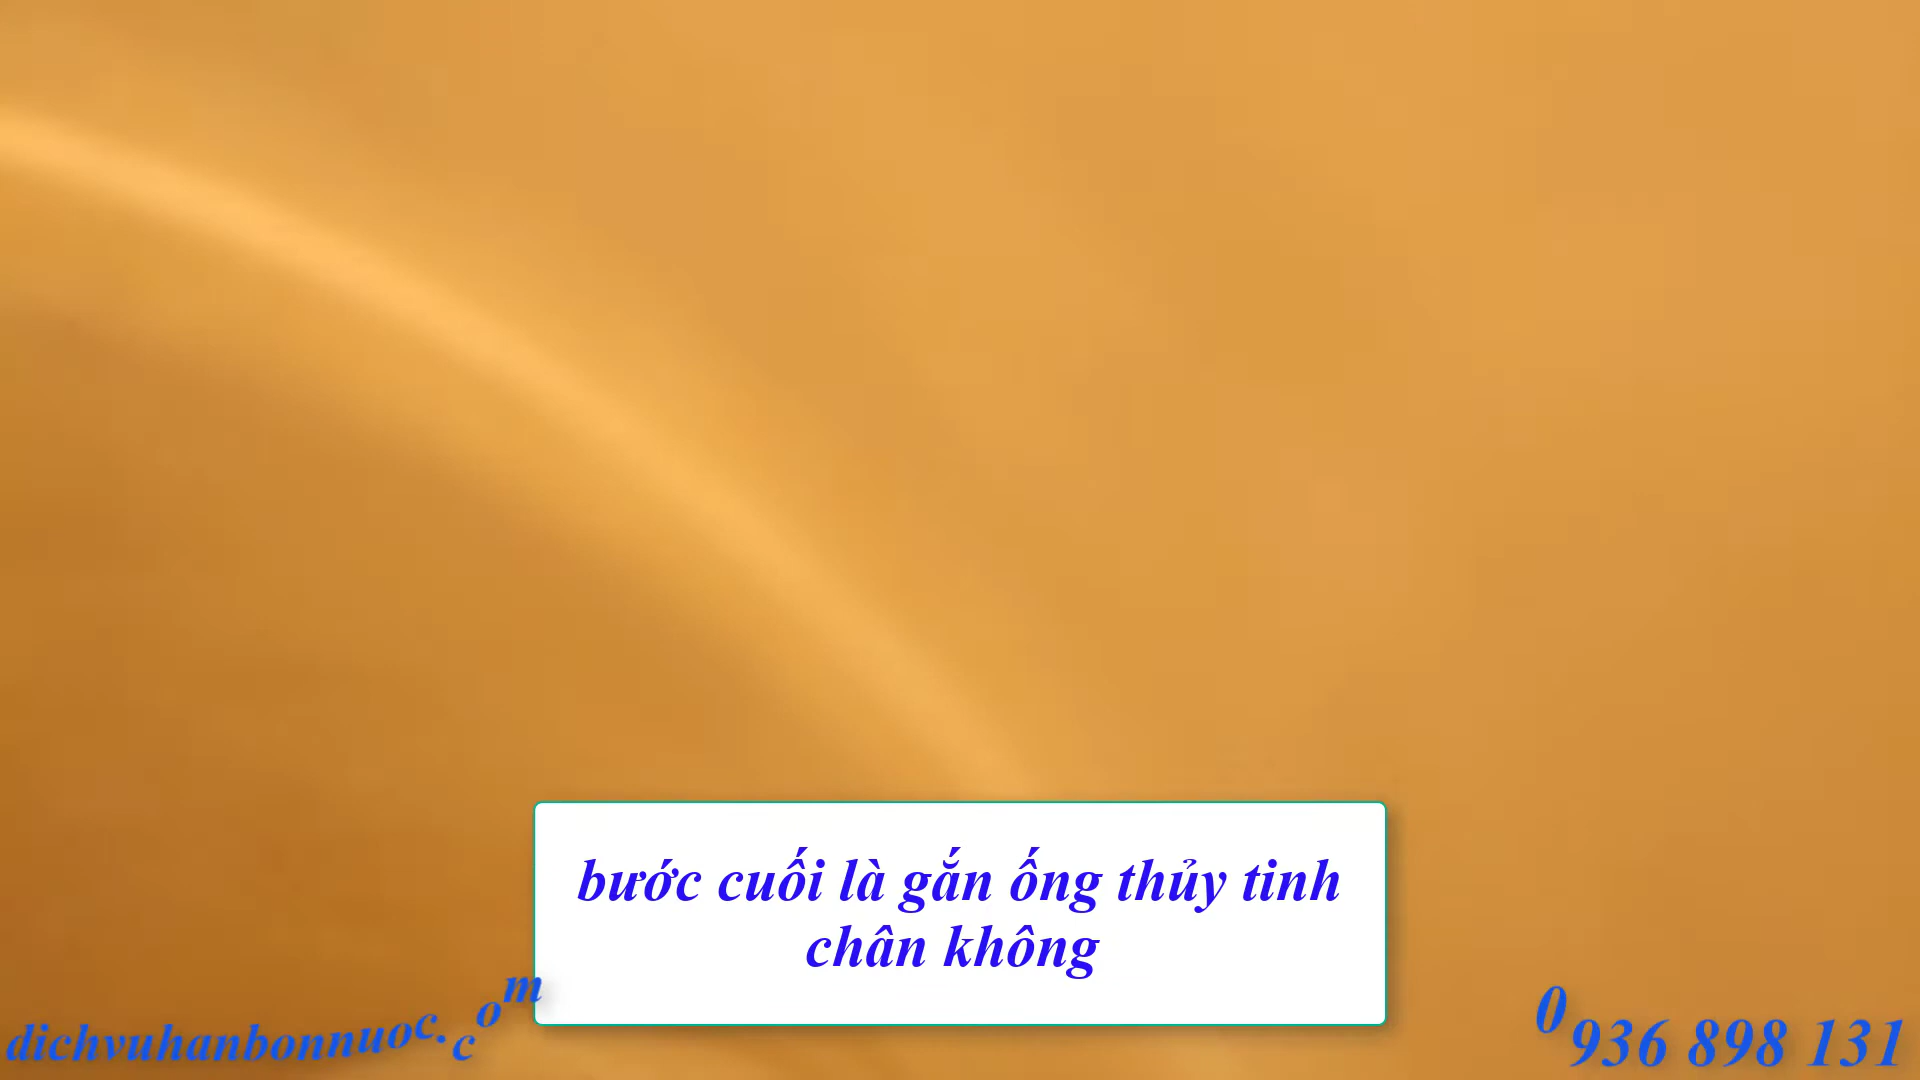 bước cuối là gắn ống thủy tinh
chân không
dichvuhanbonnuoc.com
0936 898 131